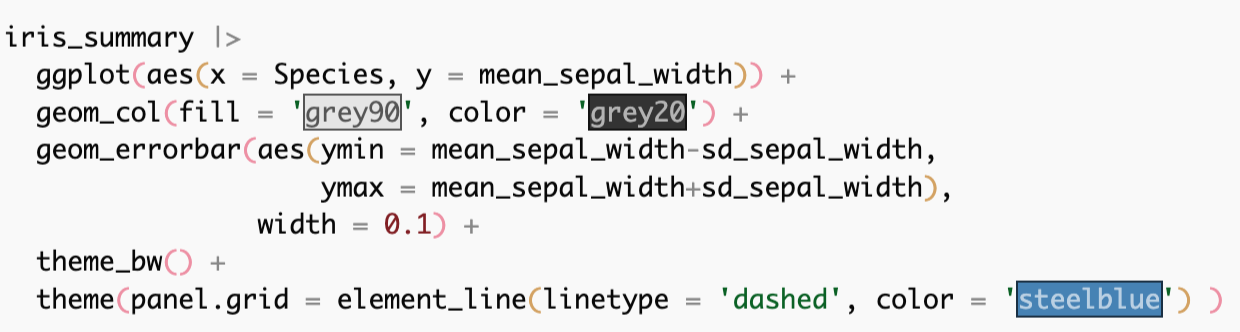 iris_summary |>
  ggplot(aes(x = Species, y = mean_sepal_width)) +
  geom_col(fill = 'grey90', color = 'grey20') +
  geom_errorbar(aes(ymin = mean_sepal_width-sd_sepal_width,
                    ymax = mean_sepal_width+sd_sepal_width),
                width = 0.1) +
  theme_bw() +
  theme(panel.grid = element_line(linetype = 'dashed', color = 'steelblue') )